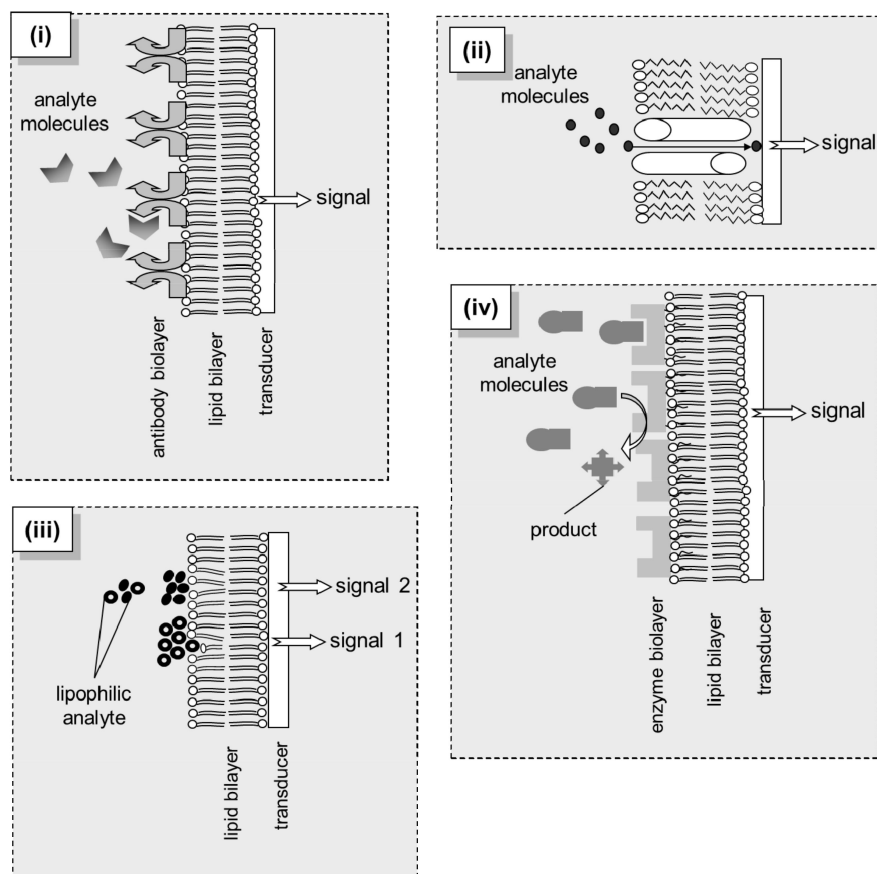 (i)
analyte
molecules
signal
antibody biolayer
lipid bilayer
transducer
(ii)
analyte
molecules
signal
(iii)
signal 2
signal 1
lipophilic
analyte
lipid bilayer
transducer
(iv)
analyte
molecules
signal
product
enzyme biolayer
lipid bilayer
transducer